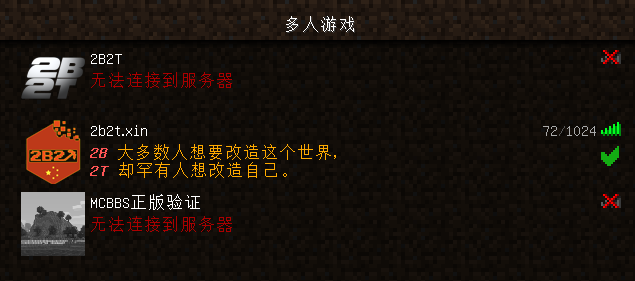 多人游戏
2B2T
无法连接到服务器
2b2t.xin 72/1024
2B 大多数人想要改造这个世界,
2T 却罕有人想改造自己。
MCBBS正版验证
无法连接到服务器